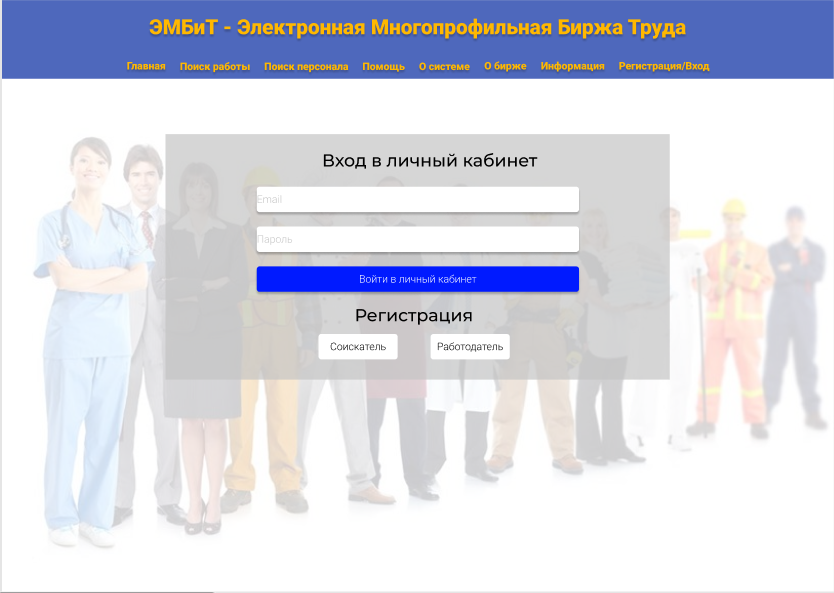 ЭМБиТ - Электронная Многопрофильная Биржа Труда
Главная Поиск работы Поиск персонала Помощь О системе О бирже Информация Регистрация/Вход
Вход в личный кабинет
Email
Пароль
Войти в личный кабинет
Регистрация
Соискатель Работодатель